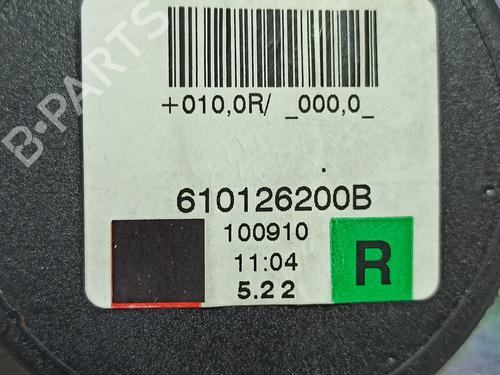 B-PARTS
+010,0R/ _000,0_
610126200B
100910
11:04
5.2 2
R